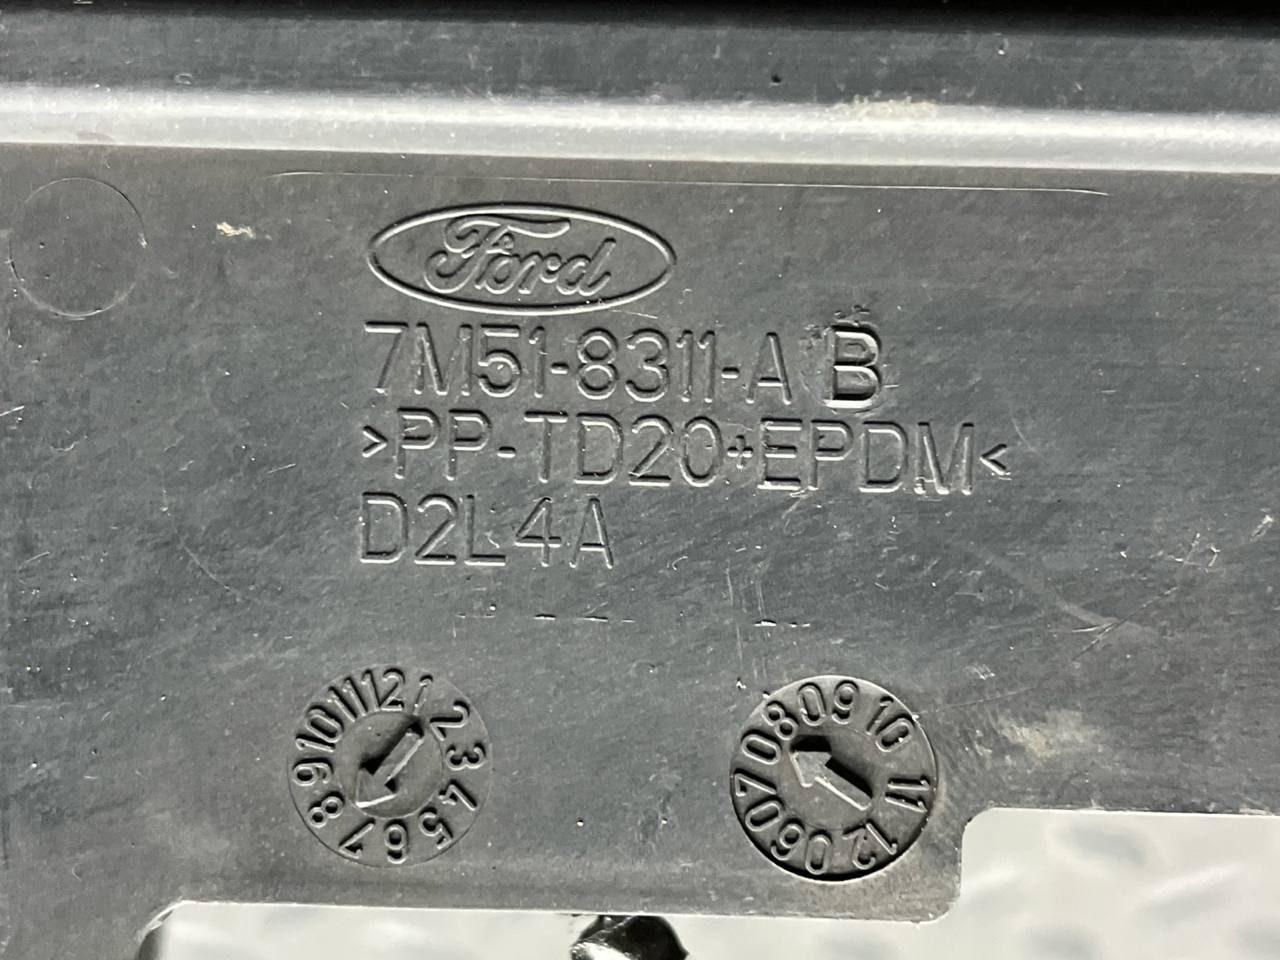 Ford
7M51-8311-A B
>PP-TD20+EPDM<
D2L4A
1 2 3 4 5 6 7 8 9 10 11 12
06 07 08 09 10 11 12